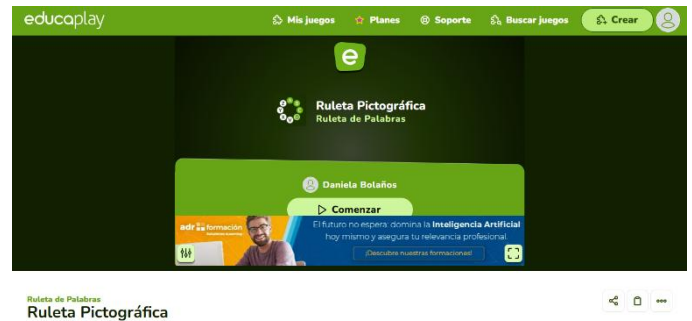 educaplay
Mis juegos
Planes
Soporte
Buscar juegos
Crear
e
Ruleta Pictográfica
Ruleta de Palabras
Daniela Bolaños
Comenzar
adr formación
El futuro no espera: domina la Inteligencia Artificial
hoy mismo y asegura tu relevancia profesional.
¡Descubre nuestras formaciones!
Ruleta de Palabras
Ruleta Pictográfica